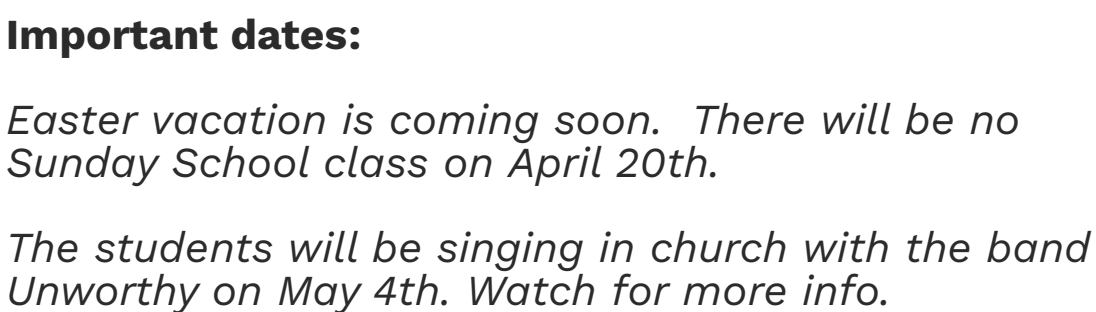 Important dates:
Easter vacation is coming soon.  There will be no
Sunday School class on April 20th.
The students will be singing in church with the band
Unworthy on May 4th. Watch for more info.